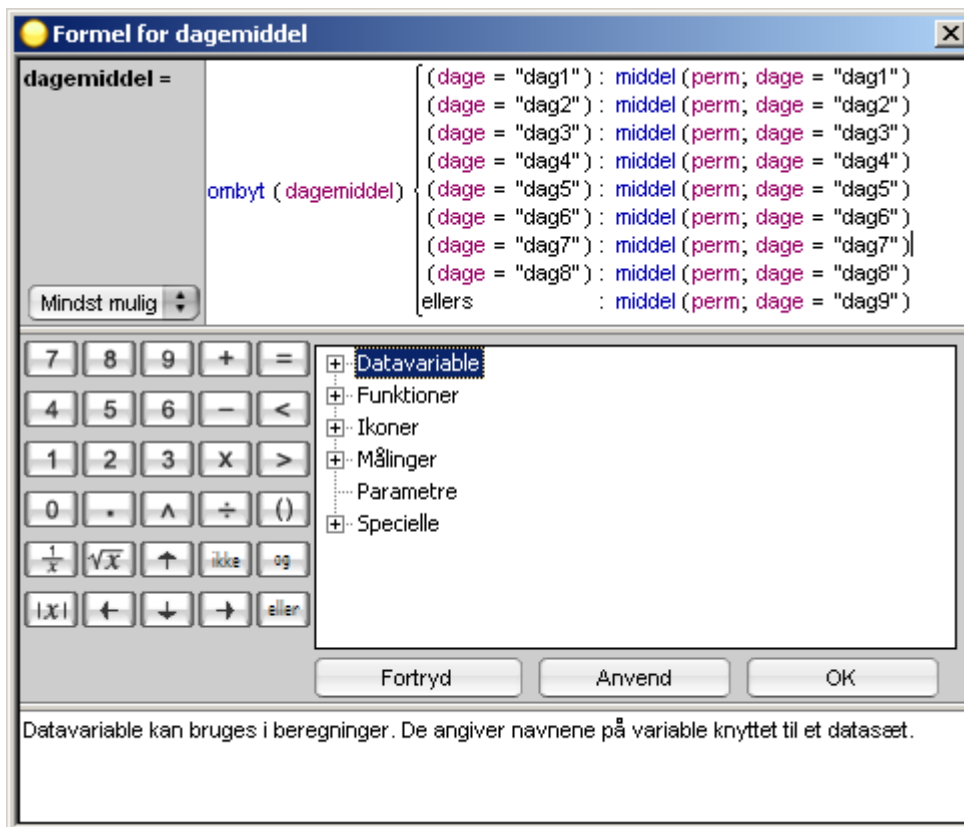 Formel for dagemiddel
dagemiddel =
(dage = "dag1") : middel (perm; dage = "dag1")
(dage = "dag2") : middel (perm; dage = "dag2")
(dage = "dag3") : middel (perm; dage = "dag3")
(dage = "dag4") : middel (perm; dage = "dag4")
ombyt (dagemiddel) (dage = "dag5") : middel (perm; dage = "dag5")
(dage = "dag6") : middel (perm; dage = "dag6")
(dage = "dag7") : middel (perm; dage = "dag7")
(dage = "dag8") : middel (perm; dage = "dag8")
ellers : middel (perm; dage = "dag9")
Mindst mulig
7 8 9 + =
4 5 6 − <
1 2 3 X >
0 . ∧ ÷ ()
1/x √x ↑ ikke og
|x| ← ↓ → eller
Datavariable
Funktioner
Ikoner
Målinger
Parametre
Specielle
Fortryd Anvend OK
Datavariable kan bruges i beregninger. De angiver navnene på variable knyttet til et datasæt.